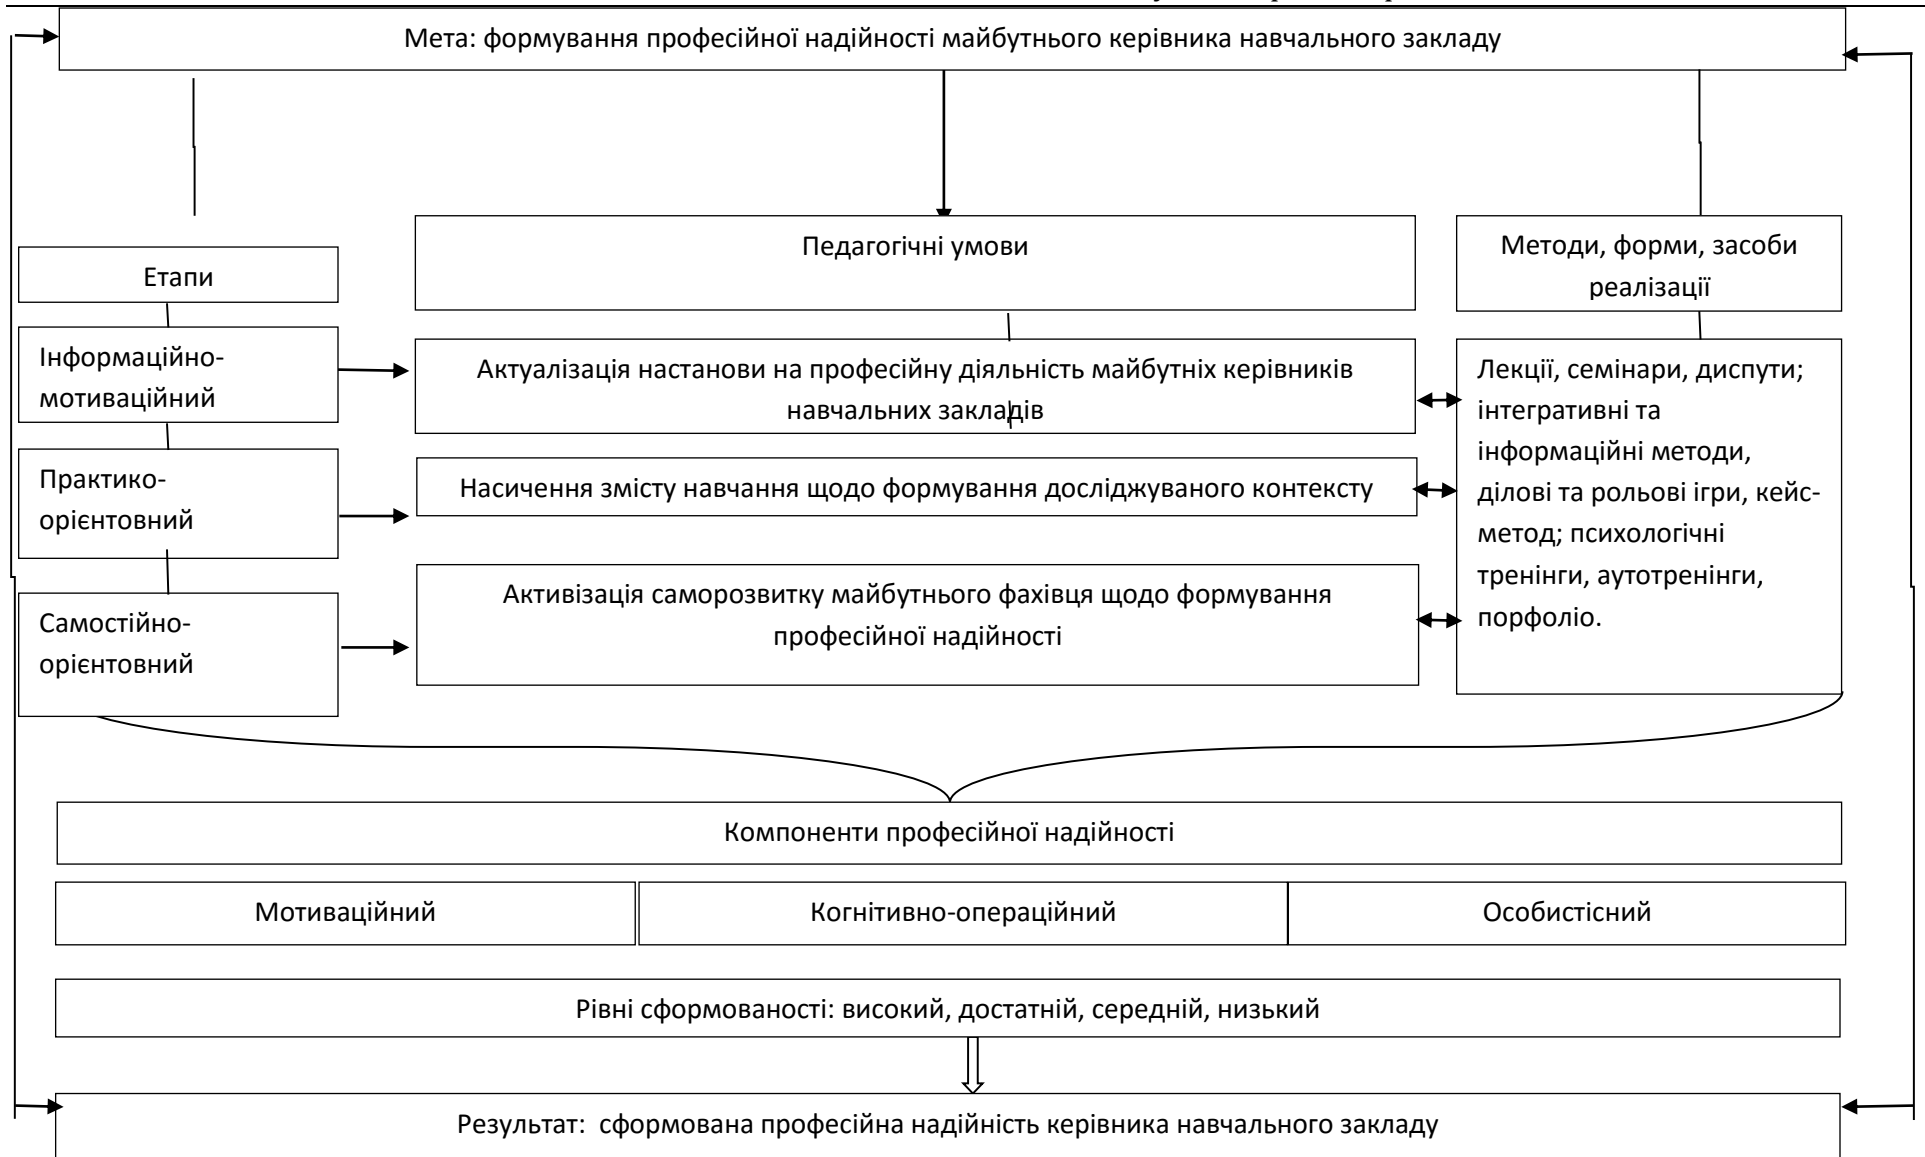 Мета: формування професійної надійності майбутнього керівника навчального закладу
Педагогічні умови
Методи, форми, засоби
реалізації
Етапи
Інформаційно-
мотиваційний
Актуалізація настанови на професійну діяльність майбутніх керівників
навчальних закладів
Лекції, семінари, диспути;
інтегративні та
інформаційні методи,
ділові та рольові ігри, кейс-
метод; психологічні
тренінги, аутотренінги,
порфоліо.
Практико-
орієнтовний
Насичення змісту навчання щодо формування досліджуваного контексту
Самостійно-
орієнтовний
Активізація саморозвитку майбутнього фахівця щодо формування
професійної надійності
Компоненти професійної надійності
Мотиваційний
Когнітивно-операційний
Особистісний
Рівні сформованості: високий, достатній, середній, низький
Результат: сформована професійна надійність керівника навчального закладу